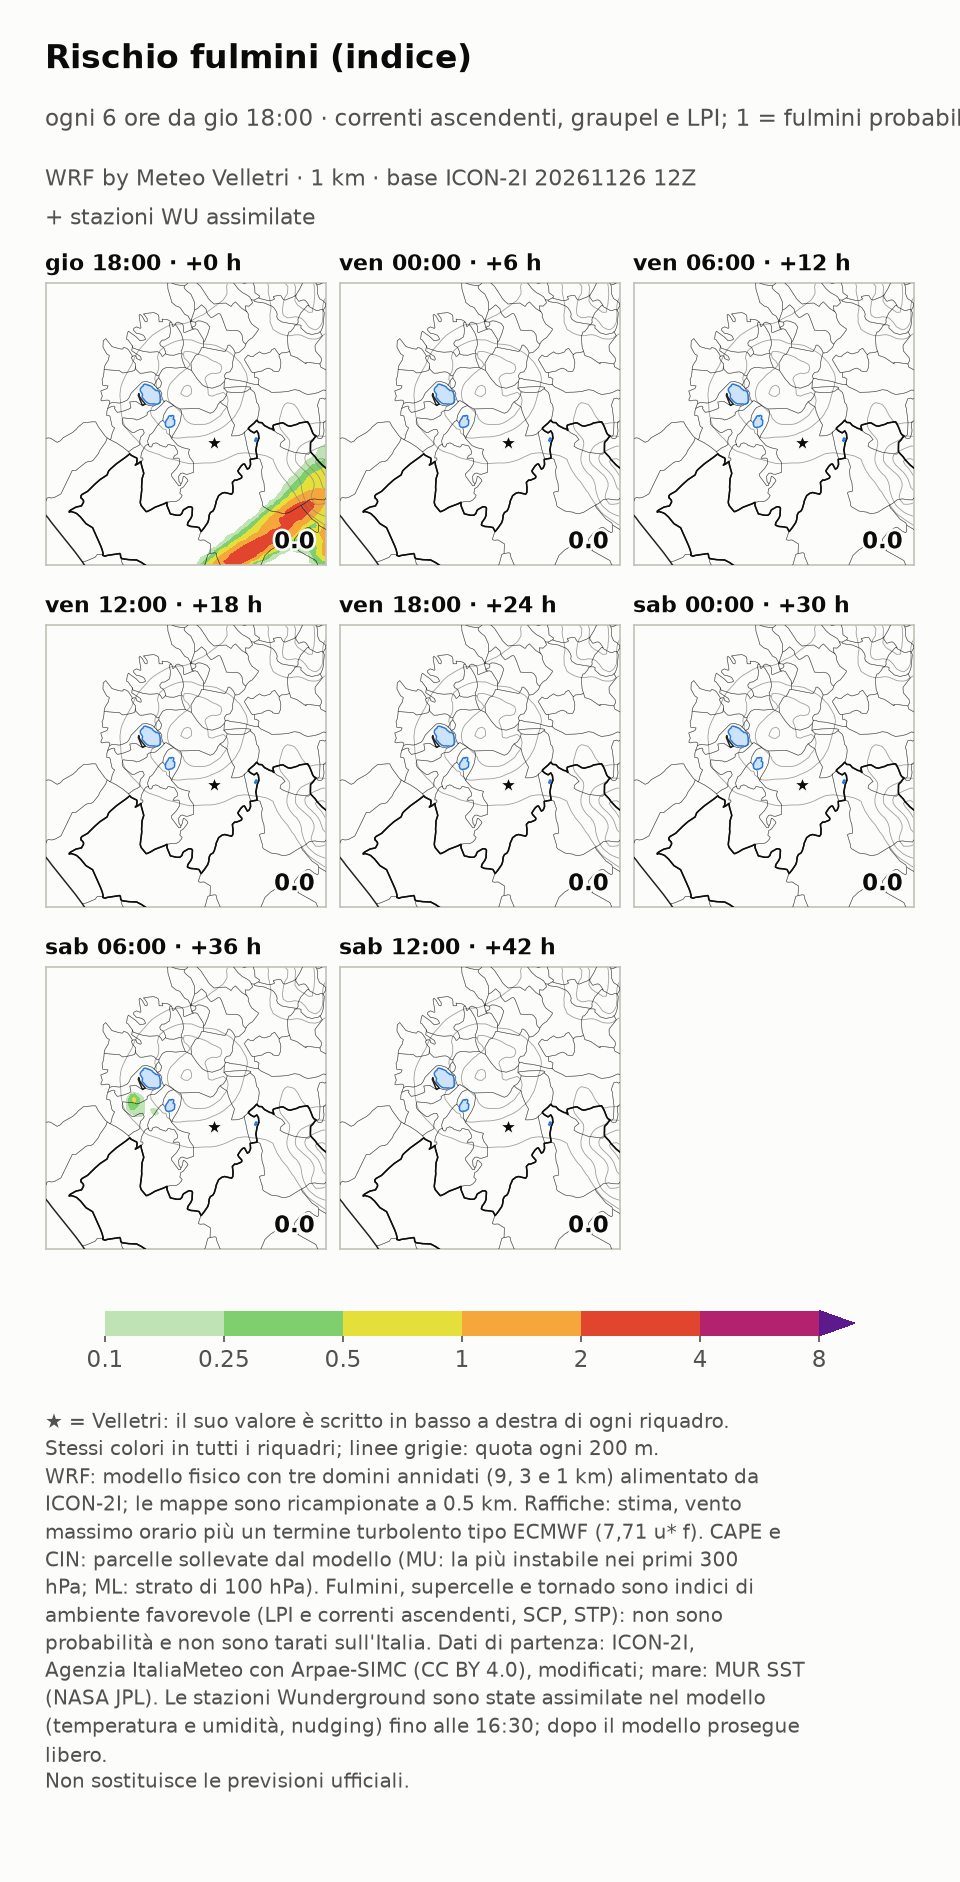 Rischio fulmini (indice)
ogni 6 ore da gio 18:00 · correnti ascendenti, graupel e LPI; 1 = fulmini probabil
WRF by Meteo Velletri · 1 km · base ICON-2I 20261126 12Z
+ stazioni WU assimilate
gio 18:00 · +0 h
ven 00:00 · +6 h
ven 06:00 · +12 h
0.0
0.0
0.0
ven 12:00 · +18 h
ven 18:00 · +24 h
sab 00:00 · +30 h
0.0
0.0
0.0
sab 06:00 · +36 h
sab 12:00 · +42 h
0.0
0.0
0.1
0.25
0.5
1
2
4
8
★ = Velletri: il suo valore è scritto in basso a destra di ogni riquadro.
Stessi colori in tutti i riquadri; linee grigie: quota ogni 200 m.
WRF: modello fisico con tre domini annidati (9, 3 e 1 km) alimentato da
ICON-2I; le mappe sono ricampionate a 0.5 km. Raffiche: stima, vento
massimo orario più un termine turbolento tipo ECMWF (7,71 u* f). CAPE e
CIN: parcelle sollevate dal modello (MU: la più instabile nei primi 300
hPa; ML: strato di 100 hPa). Fulmini, supercelle e tornado sono indici di
ambiente favorevole (LPI e correnti ascendenti, SCP, STP): non sono
probabilità e non sono tarati sull'Italia. Dati di partenza: ICON-2I,
Agenzia ItaliaMeteo con Arpae-SIMC (CC BY 4.0), modificati; mare: MUR SST
(NASA JPL). Le stazioni Wunderground sono state assimilate nel modello
(temperatura e umidità, nudging) fino alle 16:30; dopo il modello prosegue
libero.
Non sostituisce le previsioni ufficiali.